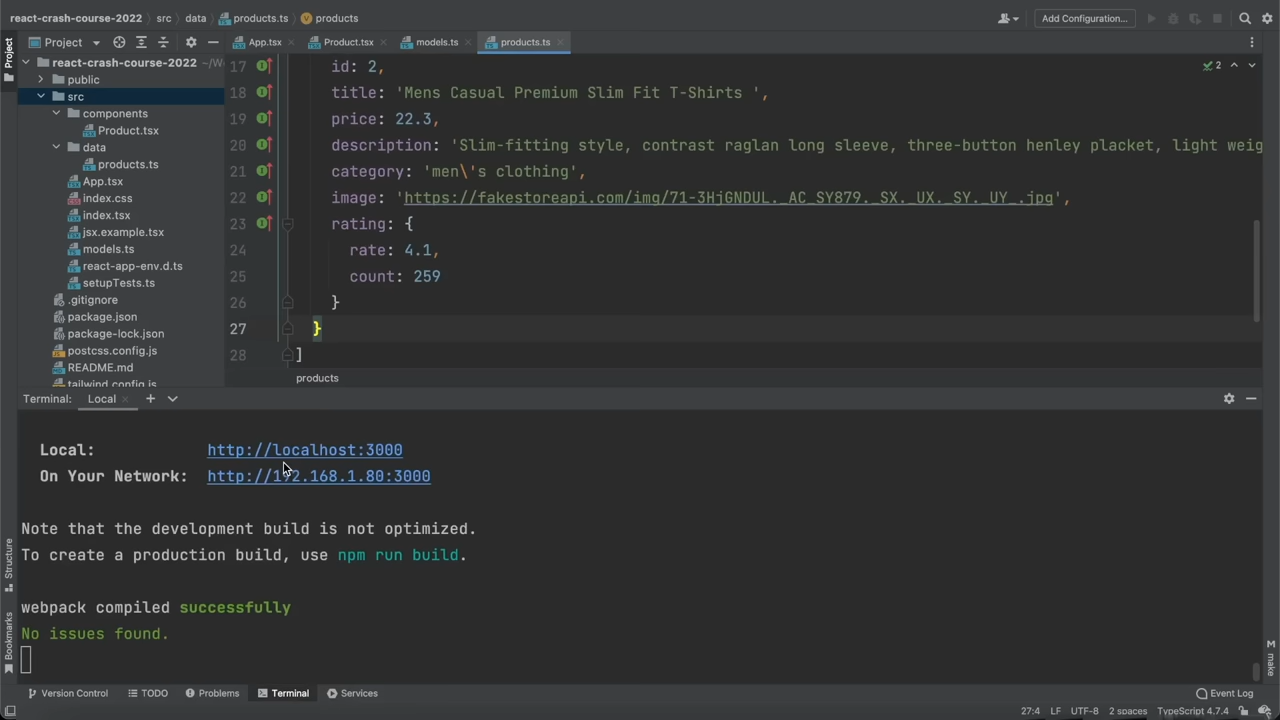 react-crash-course-2022 src data products.ts products
Add Configuration...
Project
App.tsx Product.tsx models.ts products.ts
Project
react-crash-course-2022 ~/W
public
src
components
Product.tsx
data
products.ts
App.tsx
index.css
index.tsx
jsx.example.tsx
models.ts
react-app-env.d.ts
setupTests.ts
.gitignore
package.json
package-lock.json
postcss.config.js
README.md
tailwind.config.js
17 id: 2,
18 title: 'Mens Casual Premium Slim Fit T-Shirts ',
19 price: 22.3,
20 description: 'Slim-fitting style, contrast raglan long sleeve, three-button henley placket, light weig
21 category: 'men\'s clothing',
22 image: 'https://fakestoreapi.com/img/71-3HjGNDUL._AC_SY879._SX._UX._SY._UY_.jpg',
23 rating: {
24 rate: 4.1,
25 count: 259
26 }
27 }
28 ]
2
products
Terminal: Local
Local: http://localhost:3000
On Your Network: http://192.168.1.80:3000
Note that the development build is not optimized.
To create a production build, use npm run build.
webpack compiled successfully
No issues found.
Structure
Bookmarks
make
Version Control TODO Problems Terminal Services Event Log
27:4 LF UTF-8 2 spaces TypeScript 4.7.4